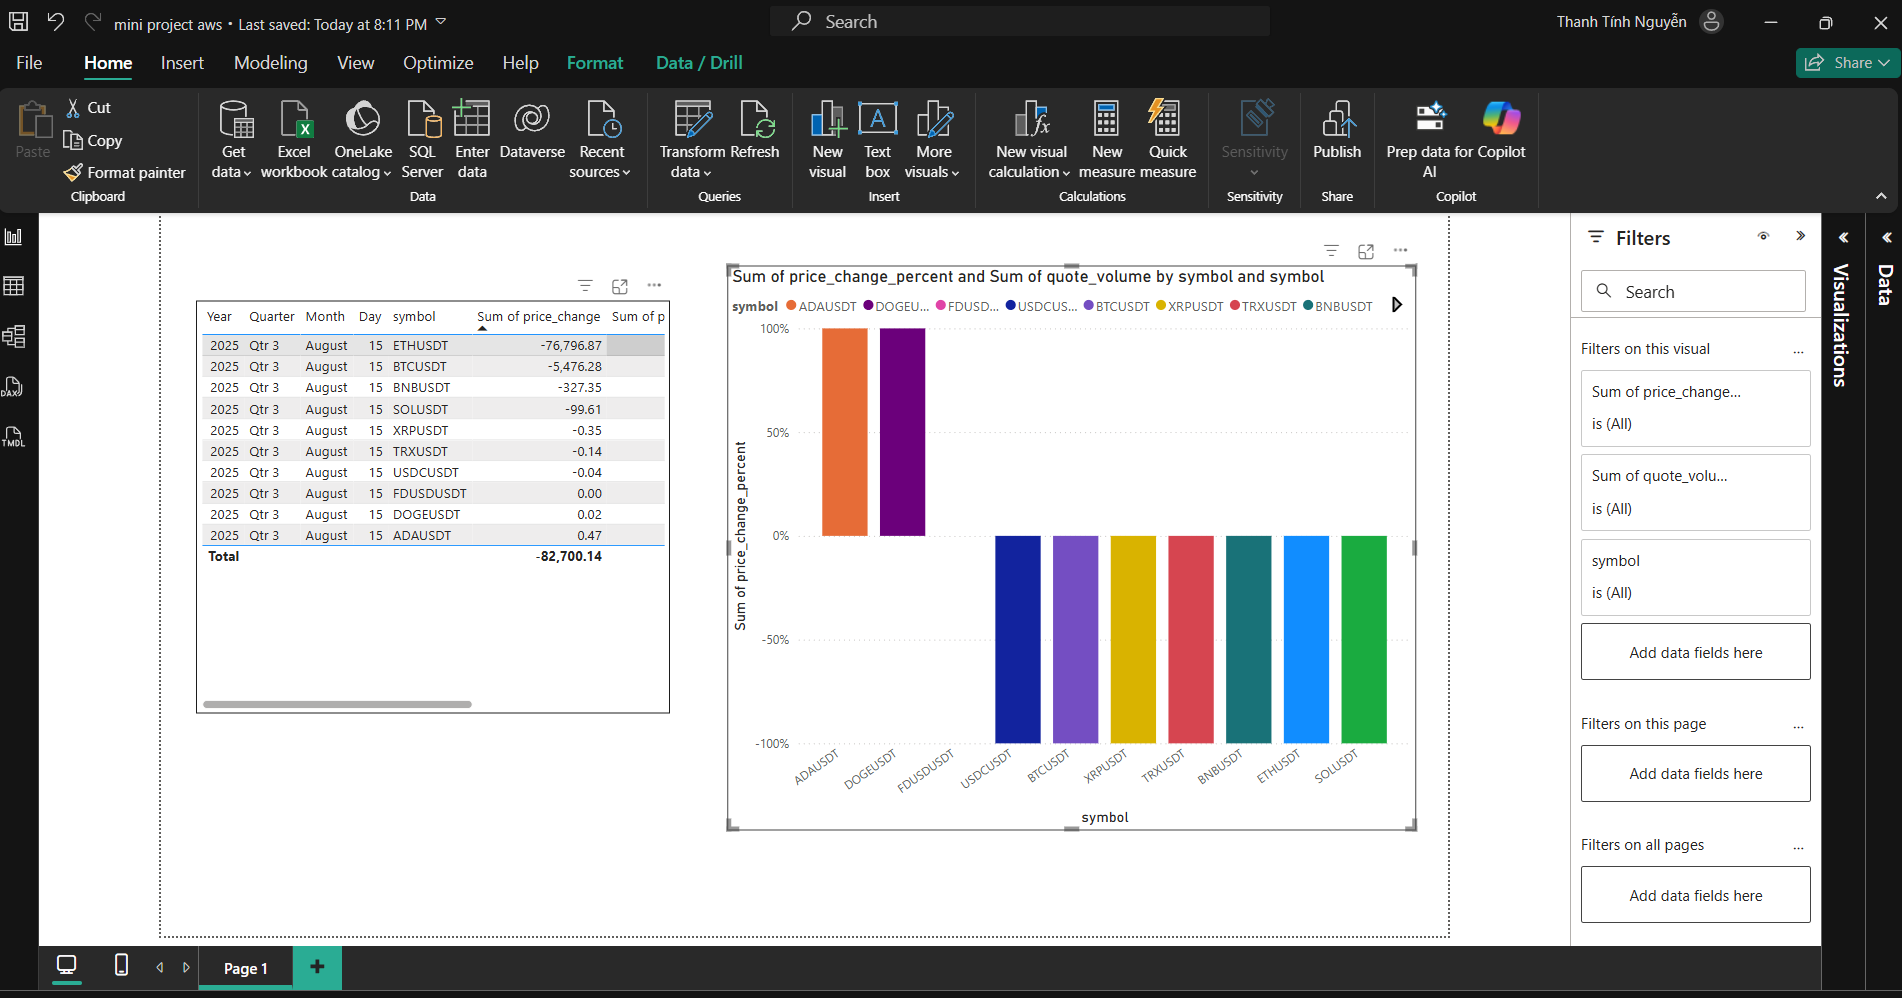 mini project aws • Last saved: Today at 8:11 PM
Search
Thanh Tính Nguyễn
File
Home
Insert
Modeling
View
Optimize
Help
Format
Data / Drill
Share
Paste
Cut
Copy
Format painter
Clipboard
Get data
Excel workbook
OneLake catalog
SQL Server
Enter data
Dataverse
Recent sources
Data
Transform data
Refresh
Queries
New visual
Text box
More visuals
Insert
New visual calculation
New measure
Quick measure
Calculations
Sensitivity
Sensitivity
Publish
Share
Prep data for AI
Copilot
Copilot
DAX
TMDL
Year Quarter Month Day symbol Sum of price_change Sum of p
2025 Qtr 3 August 15 ETHUSDT -76,796.87
2025 Qtr 3 August 15 BTCUSDT -5,476.28
2025 Qtr 3 August 15 BNBUSDT -327.35
2025 Qtr 3 August 15 SOLUSDT -99.61
2025 Qtr 3 August 15 XRPUSDT -0.35
2025 Qtr 3 August 15 TRXUSDT -0.14
2025 Qtr 3 August 15 USDCUSDT -0.04
2025 Qtr 3 August 15 FDUSDUSDT 0.00
2025 Qtr 3 August 15 DOGEUSDT 0.02
2025 Qtr 3 August 15 ADAUSDT 0.47
Total -82,700.14
Sum of price_change_percent and Sum of quote_volume by symbol and symbol
symbol ADAUSDT DOGEU... FDUSD... USDCUS... BTCUSDT XRPUSDT TRXUSDT BNBUSDT
Sum of price_change_percent
100%
50%
0%
-50%
-100%
ADAUSDT
DOGEUSDT
FDUSDUSDT
USDCUSDT
BTCUSDT
XRPUSDT
TRXUSDT
BNBUSDT
ETHUSDT
SOLUSDT
symbol
Filters
Search
Filters on this visual ...
Sum of price_change...
is (All)
Sum of quote_volu...
is (All)
symbol
is (All)
Add data fields here
Filters on this page ...
Add data fields here
Filters on all pages ...
Add data fields here
Visualizations
Data
Page 1